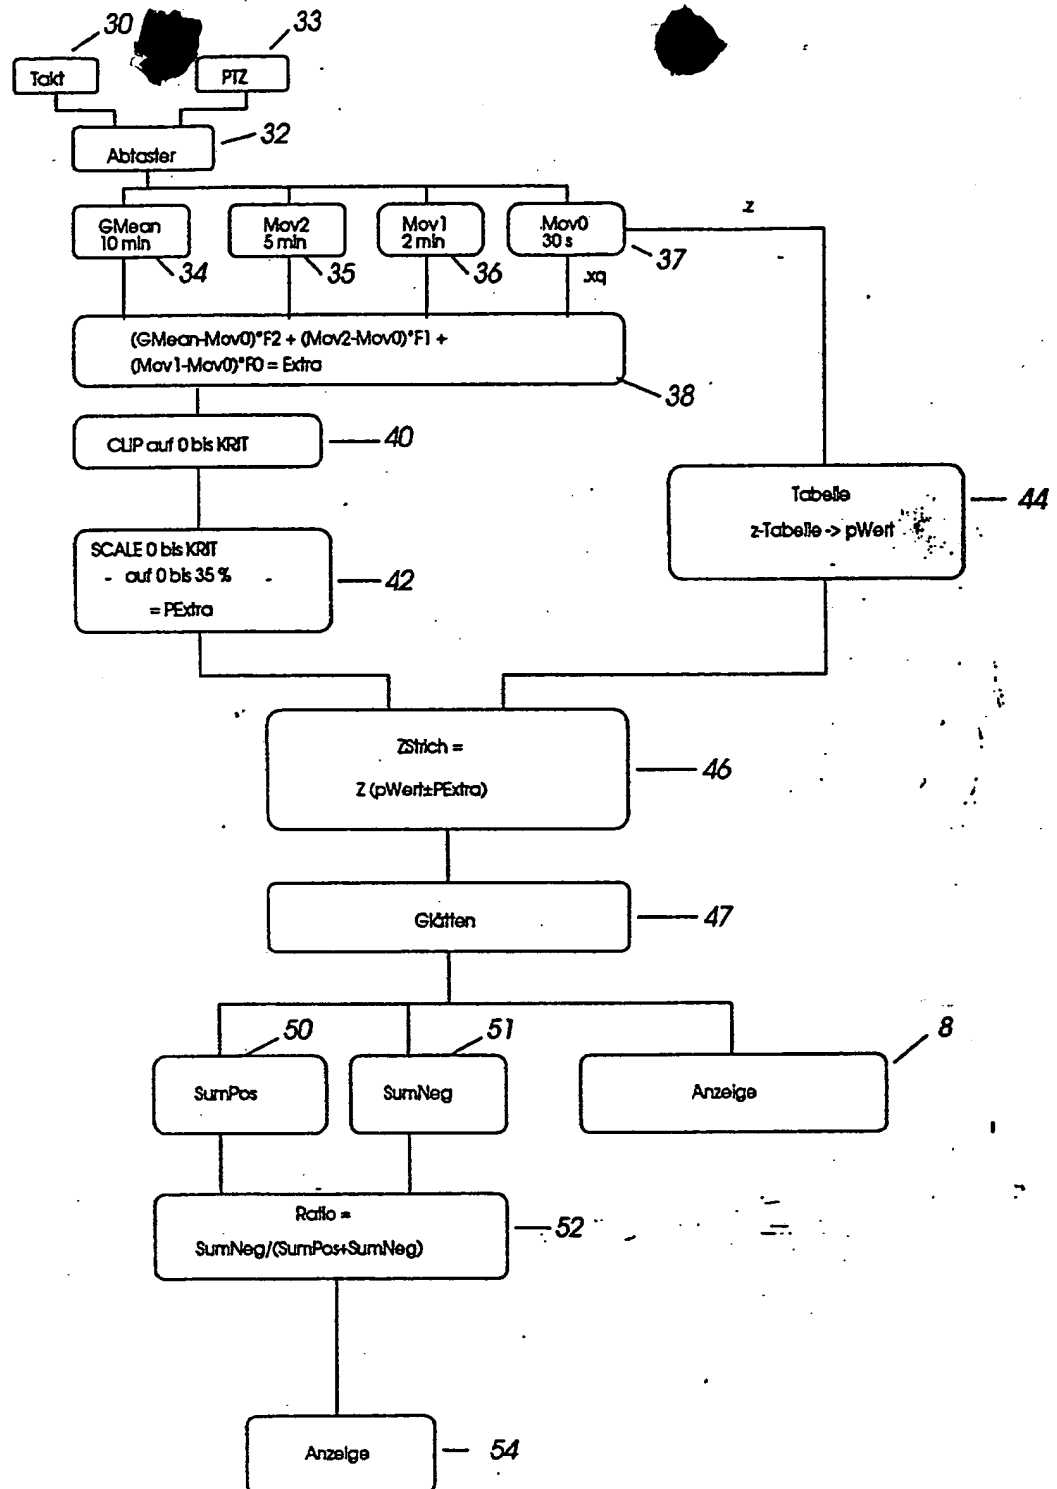 30
33
Takt
PTZ
32
Abtaster
.z
GMean
10 min
Mov2
5 min
Mov1
2 min
.Mov0
30 s
34
35
36
37
.xq
(GMean-Mov0)*F2 + (Mov2-Mov0)*F1 +
(Mov1-Mov0)*F0 = Extra
38
CLIP auf 0 bis KRIT
40
Tabelle
z-Tabelle -> pWert
44
SCALE 0 bis KRIT
auf 0 bis 35 %
= PExtra
42
ZStrich =
Z (pWert±PExtra)
46
Glätten
47
50
51
8
SumPos
SumNeg
Anzeige
Ratio =
SumNeg/(SumPos+SumNeg)
52
Anzeige
54